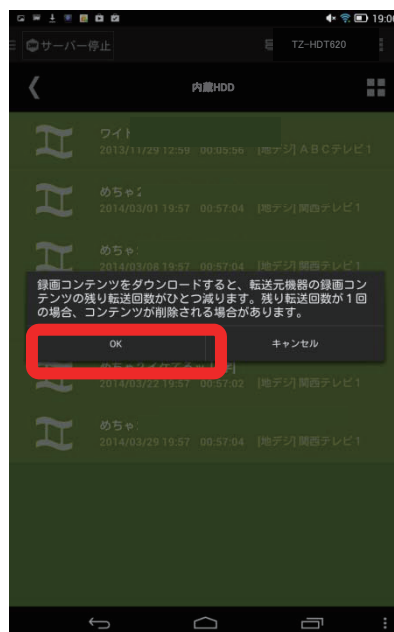 19:06
サーバー停止
TZ-HDT620
内蔵HDD
ワイト
2013/11/29 12:59 00:05:56 [地デジ] ABCテレビ1
めちゃ
2014/03/01 19:57 00:57:04 [地デジ]関西テレビ1
めちゃ
2014/03/08 19:57 00:57:04 [地デジ] 関西テレビ1
録画コンテンツをダウンロードすると、転送元機器の録画コン
テンツの残り転送回数がひとつ減ります。残り転送回数が1回
の場合、コンテンツが削除される場合があります。
OK
キャンセル
2014/03/22 19:57 00:57:02 [地デジ] 関西テレビ1
めちゃ
2014/03/29 19:57 00:57:04 [地デジ] 関西テレビ1